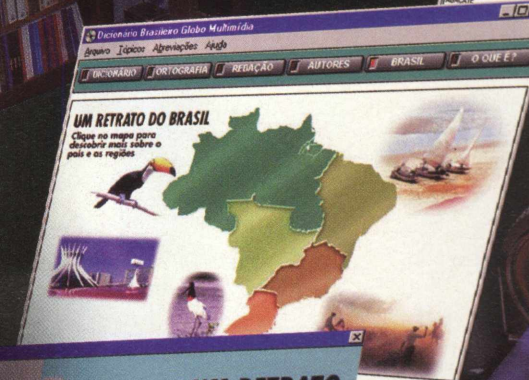 Dicionário Brasileiro Globo Multimídia
Arquivo Tópicos Abreviações Ajuda
DICIONÁRIO ORTOGRAFIA REDAÇÃO AUTORES BRASIL O QUE É?
UM RETRATO DO BRASIL
Clique no mapa para
descobrir mais sobre o
país e as regiões
RETRATO